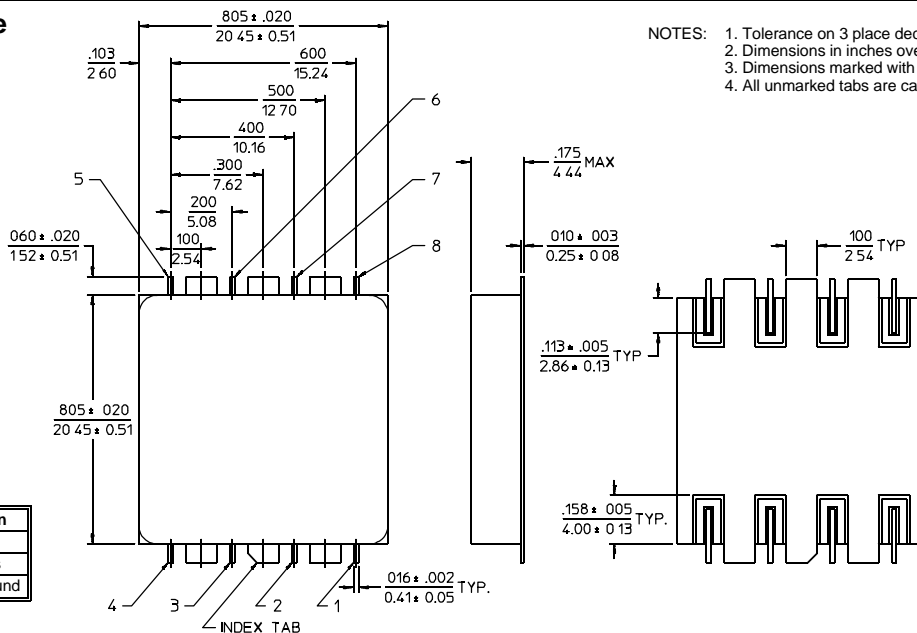 e
805 ± .020
20 45 ± 0.51
NOTES: 1. Tolerance on 3 place dec
2. Dimensions in inches ove
3. Dimensions marked with
4. All unmarked tabs are ca
.103
2 60
600
15.24
500
12.70
6
400
10.16
.300
7.62
.175
4 44 MAX
5
7
200
5.08
100
2.54
060 ± .020
1 52 ± 0.51
8
010 ± 003
0.25 ± 0 08
100
2 54 TYP
.113 ± .005
2.86 ± 0.13 TYP
805 ± 020
20 45 ± 0.51
.158 ± 005
4.00 ± 0 13 TYP.
n
und
016 ± .002
0.41 ± 0.05 TYP.
4
3
2
1
INDEX TAB